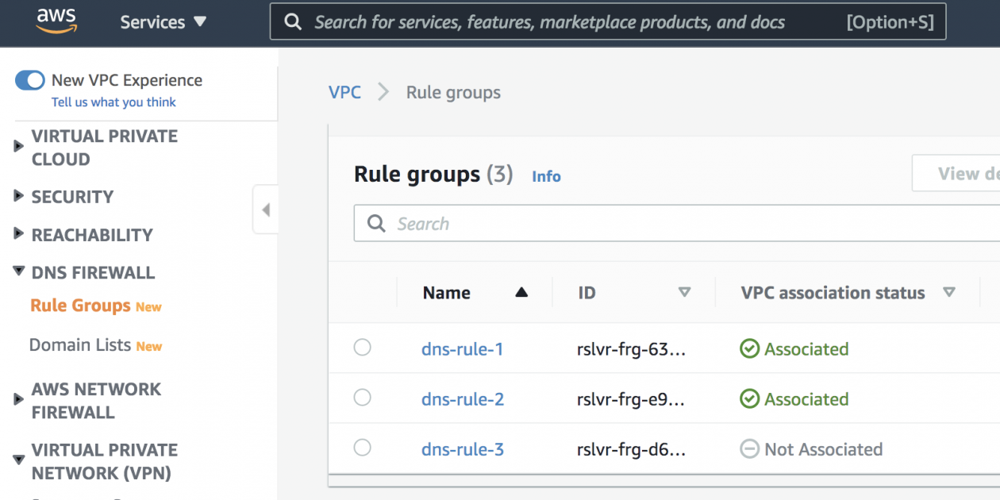 aws
Services
Search for services, features, marketplace products, and docs
[Option+S]
New VPC Experience
Tell us what you think
VIRTUAL PRIVATE
CLOUD
SECURITY
REACHABILITY
DNS FIREWALL
Rule Groups New
Domain Lists New
AWS NETWORK
FIREWALL
VIRTUAL PRIVATE
NETWORK (VPN)
VPC
Rule groups
Rule groups (3) Info
View
Search
Name ID VPC association status
dns-rule-1 rslvr-frg-63... Associated
dns-rule-2 rslvr-frg-e9... Associated
dns-rule-3 rslvr-frg-d6... Not Associated